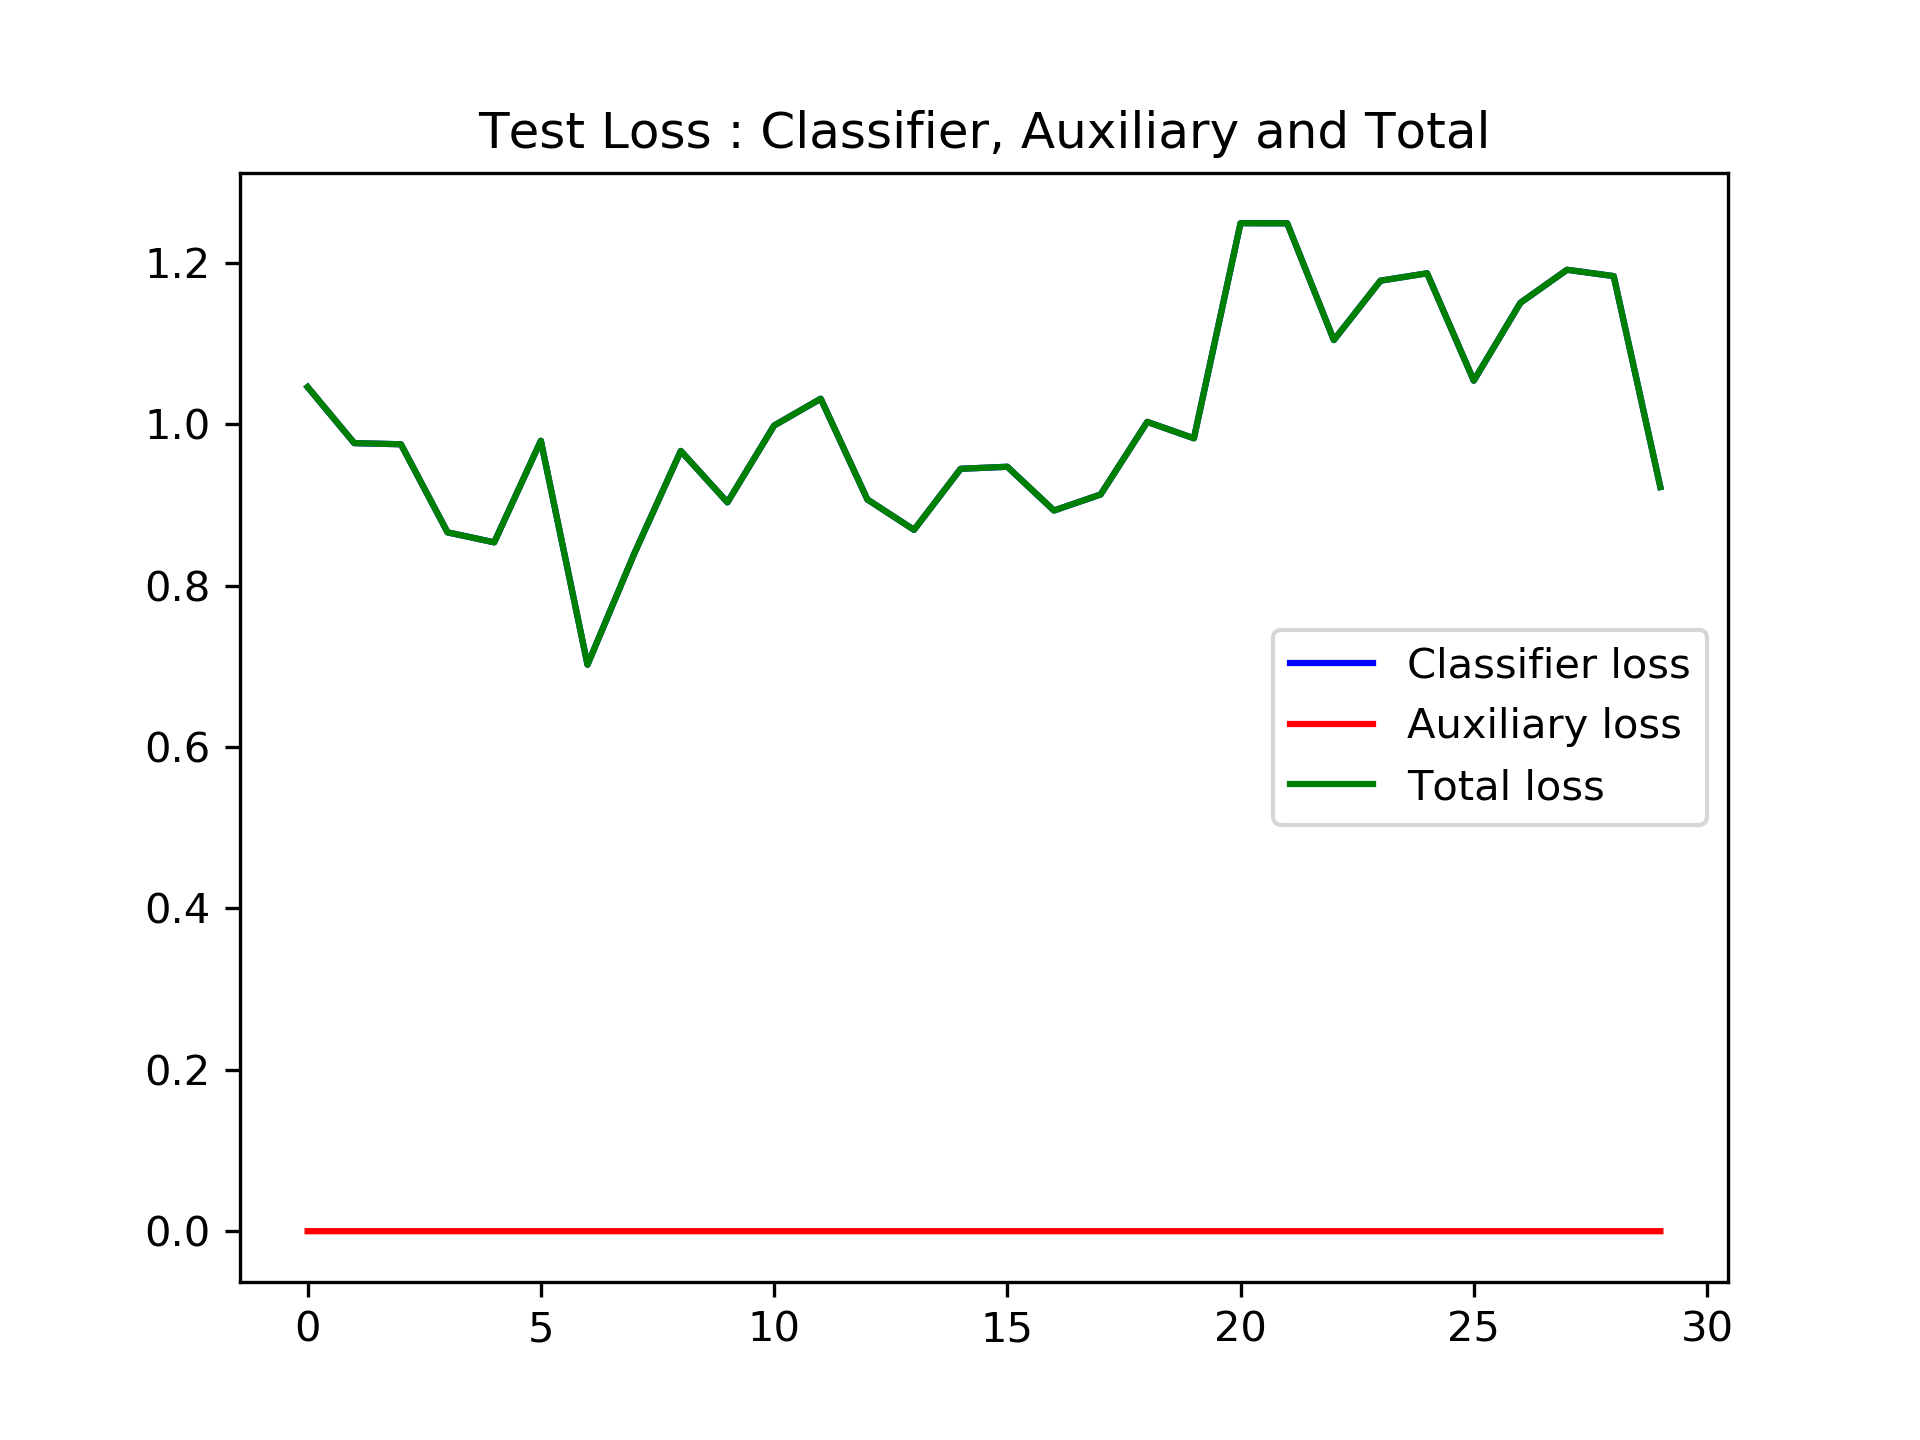 Test Loss : Classifier, Auxiliary and Total
1.2
1.0
0.8
0.6
0.4
0.2
0.0
Classifier loss
Auxiliary loss
Total loss
0 5 10 15 20 25 30